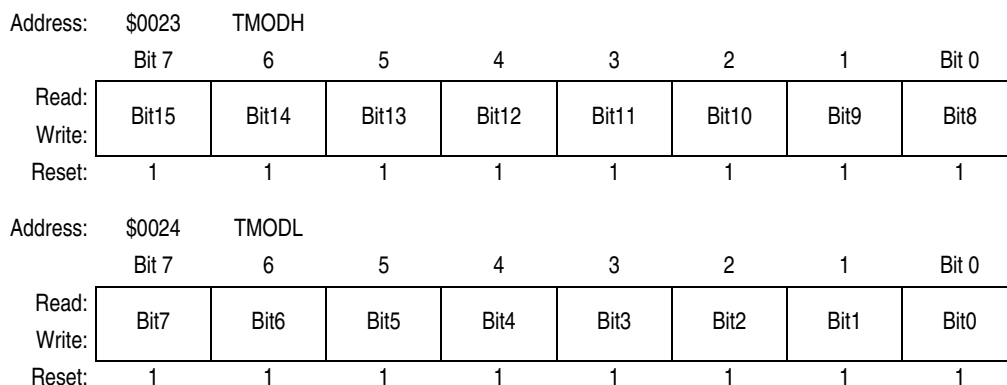 Address: $0023 TMODH
Bit 7 6 5 4 3 2 1 Bit 0
Read:
Bit15 Bit14 Bit13 Bit12 Bit11 Bit10 Bit9 Bit8
Write:
Reset: 1 1 1 1 1 1 1 1
Address: $0024 TMODL
Bit 7 6 5 4 3 2 1 Bit 0
Read:
Bit7 Bit6 Bit5 Bit4 Bit3 Bit2 Bit1 Bit0
Write:
Reset: 1 1 1 1 1 1 1 1